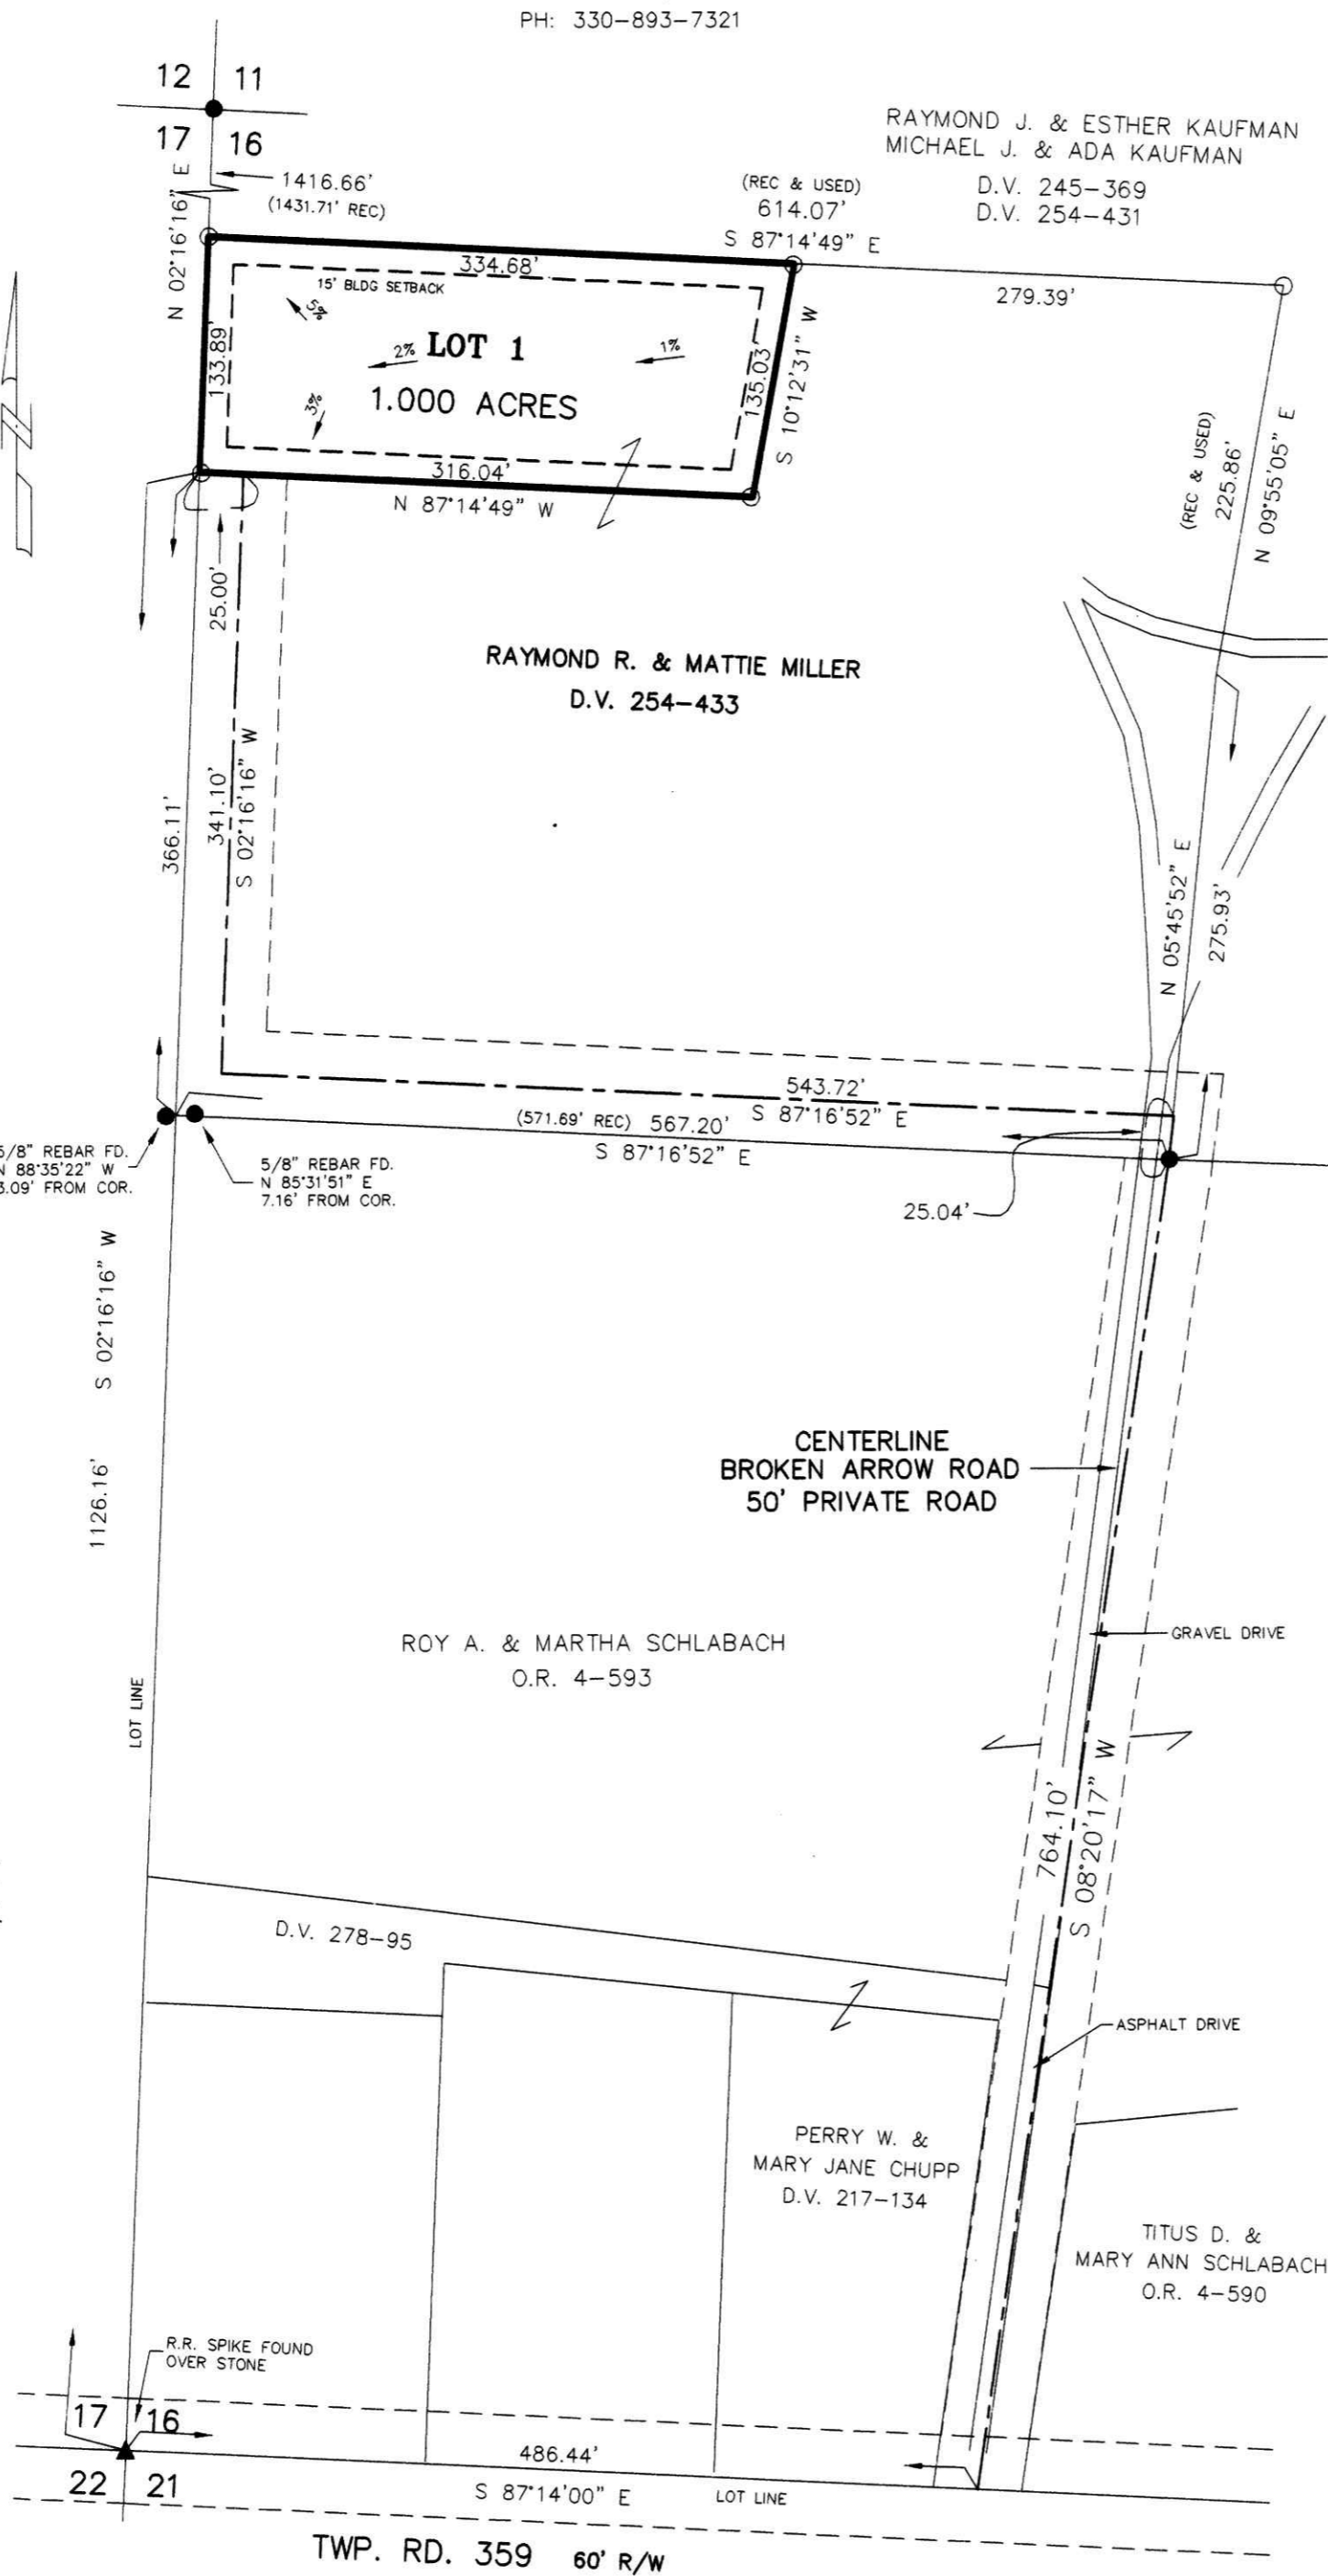 PH: 330-893-7321
12 11
17 16
RAYMOND J. & ESTHER KAUFMAN
MICHAEL J. & ADA KAUFMAN
D.V. 245-369
D.V. 254-431
1416.66'
(1431.71' REC)
N 02°16'16" E
(REC & USED)
614.07'
S 87°14'49" E
334.68'
279.39'
15' BLDG SETBACK
5%
2%
LOT 1
1%
3%
1.000 ACRES
133.89'
135.03'
S 10°12'31" W
316.04'
N 87°14'49" W
(REC & USED)
225.86'
N 09°55'05" E
25.00'
RAYMOND R. & MATTIE MILLER
D.V. 254-433
366.11'
341.10'
S 02°16'16" W
N 05°45'52" E
275.93'
543.72'
S 87°16'52" E
(571.69' REC) 567.20'
S 87°16'52" E
5/8" REBAR FD.
N 88°35'22" W
3.09' FROM COR.
5/8" REBAR FD.
N 85°31'51" E
7.16' FROM COR.
25.04'
S 02°16'16" W
1126.16'
CENTERLINE
BROKEN ARROW ROAD
50' PRIVATE ROAD
GRAVEL DRIVE
ROY A. & MARTHA SCHLABACH
O.R. 4-593
LOT LINE
764.10'
S 08°20'17" W
D.V. 278-95
ASPHALT DRIVE
PERRY W. &
MARY JANE CHUPP
D.V. 217-134
TITUS D. &
MARY ANN SCHLABACH
O.R. 4-590
R.R. SPIKE FOUND
OVER STONE
17 16
22 21
486.44'
S 87°14'00" E
LOT LINE
TWP. RD. 359 60' R/W